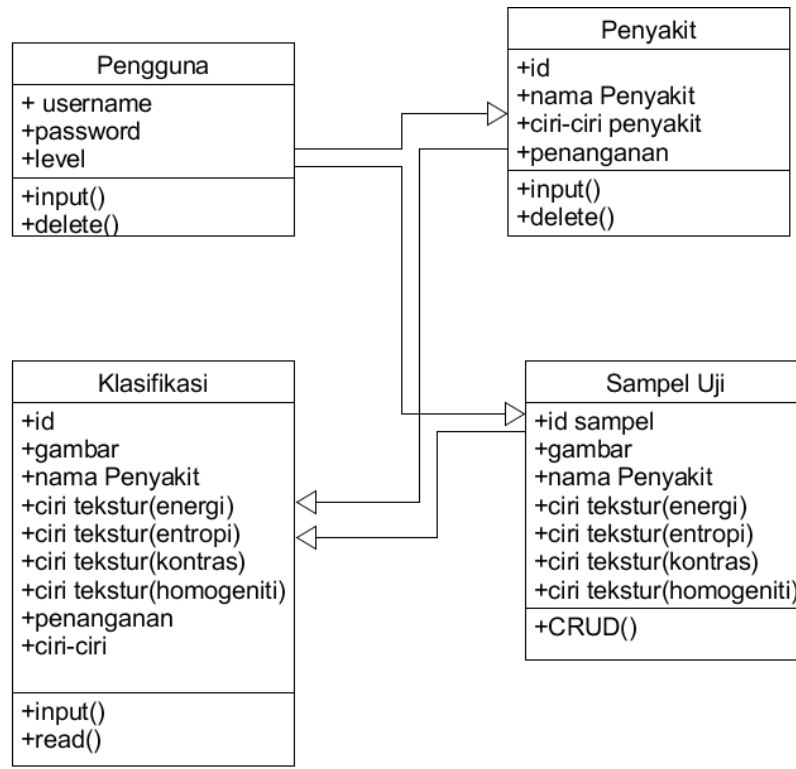 Pengguna
+ username
+password
+level
+input()
+delete()
Penyakit
+id
+nama Penyakit
+ciri-ciri penyakit
+penanganan
+input()
+delete()
Klasifikasi
+id
+gambar
+nama Penyakit
+ciri tekstur(energi)
+ciri tekstur(entropi)
+ciri tekstur(kontras)
+ciri tekstur(homogeniti)
+penanganan
+ciri-ciri
+input()
+read()
Sampel Uji
+id sampel
+gambar
+nama Penyakit
+ciri tekstur(energi)
+ciri tekstur(entropi)
+ciri tekstur(kontras)
+ciri tekstur(homogeniti)
+CRUD()